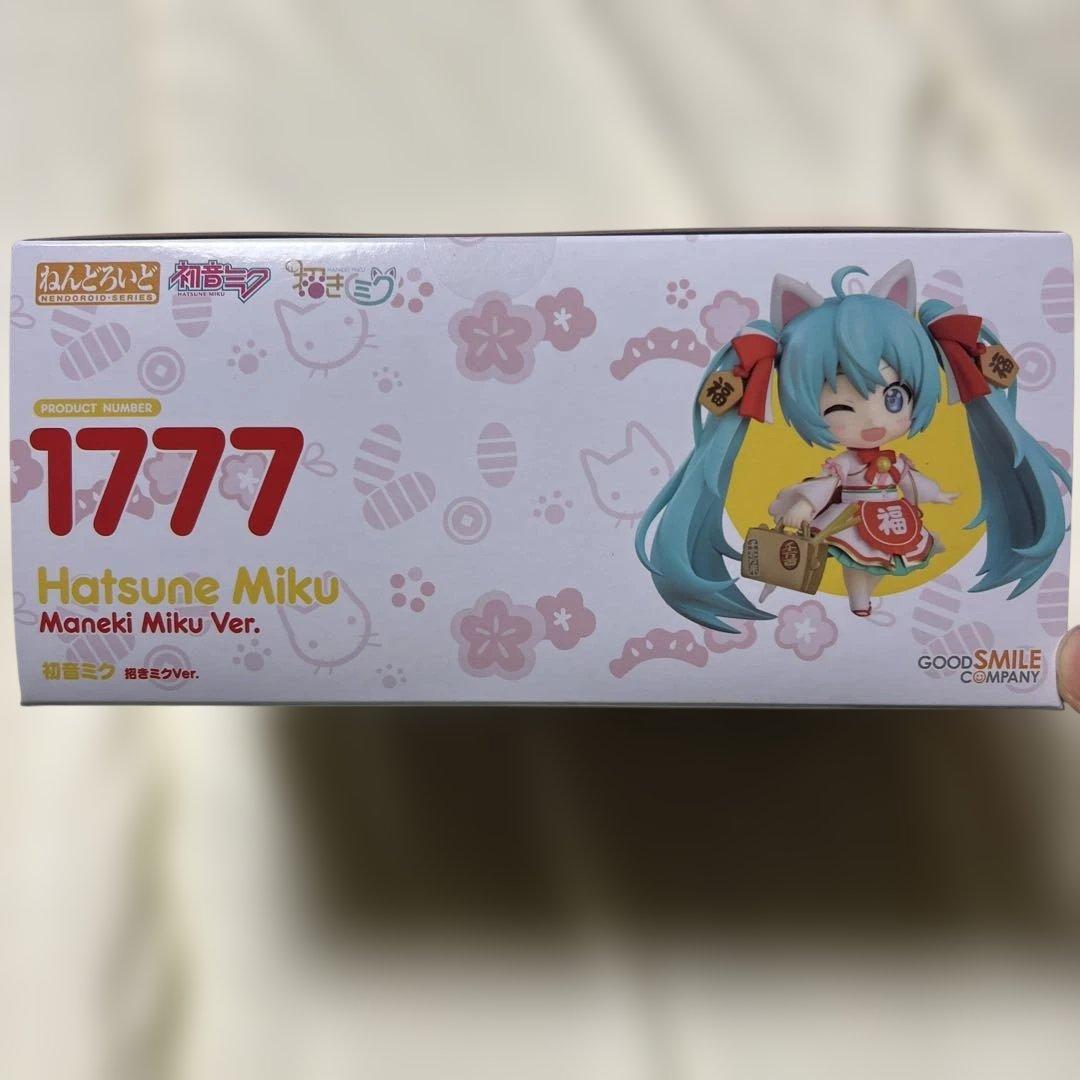 ねんどろいど
NENDOROID・SERIES
初音ミク
HATSUNE MIKU
MANEKI MIKU
招きミク
PRODUCT NUMBER
1777
Hatsune Miku
Maneki Miku Ver.
初音ミク 招きミクVer.
福
福
福
GOOD SMILE
COMPANY